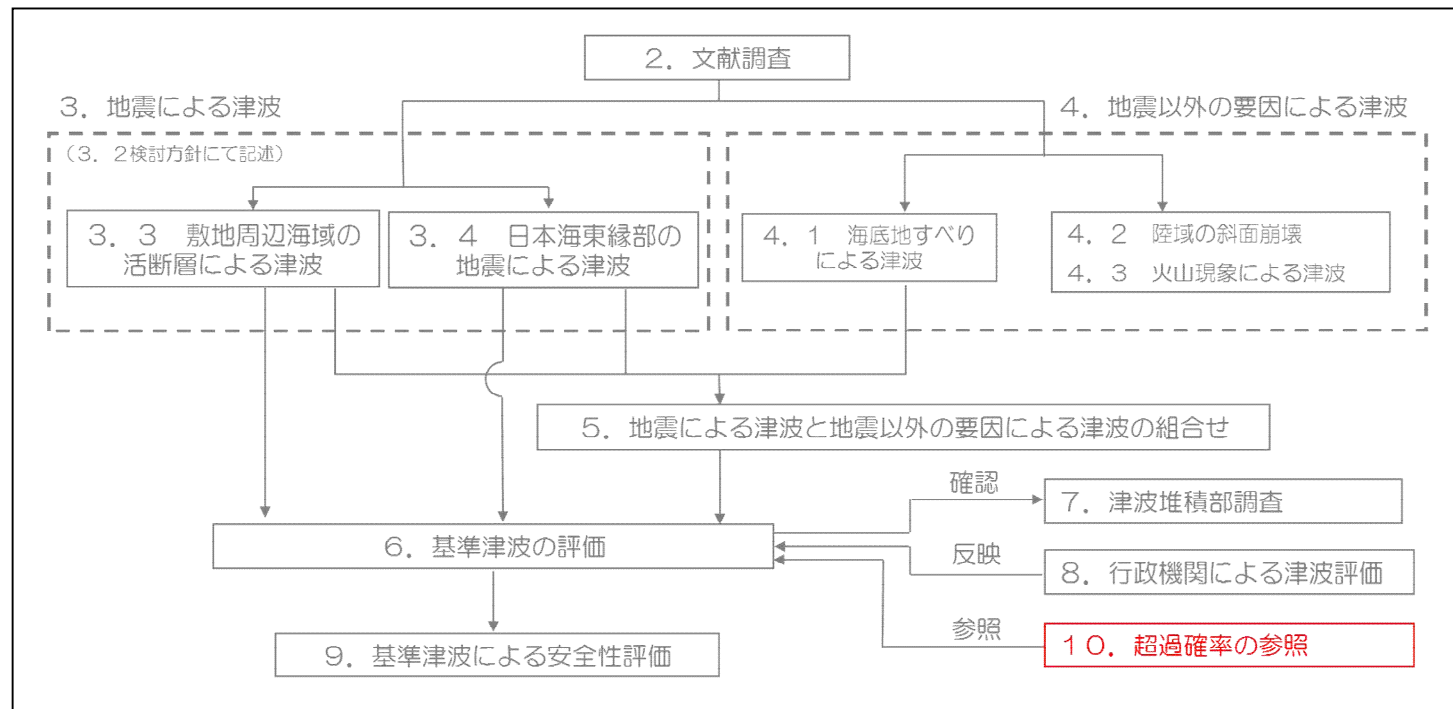 ２．文献調査
３．地震による津波
４．地震以外の要因による津波
（３．２検討方針にて記述）
３．３　敷地周辺海域の
活断層による津波
３．４　日本海東縁部の
地震による津波
４．１　海底地すべり
による津波
４．２　陸域の斜面崩壊
４．３　火山現象による津波
５．地震による津波と地震以外の要因による津波の組合せ
確認
７．津波堆積部調査
６．基準津波の評価
反映
８．行政機関による津波評価
参照
１０．超過確率の参照
９．基準津波による安全性評価